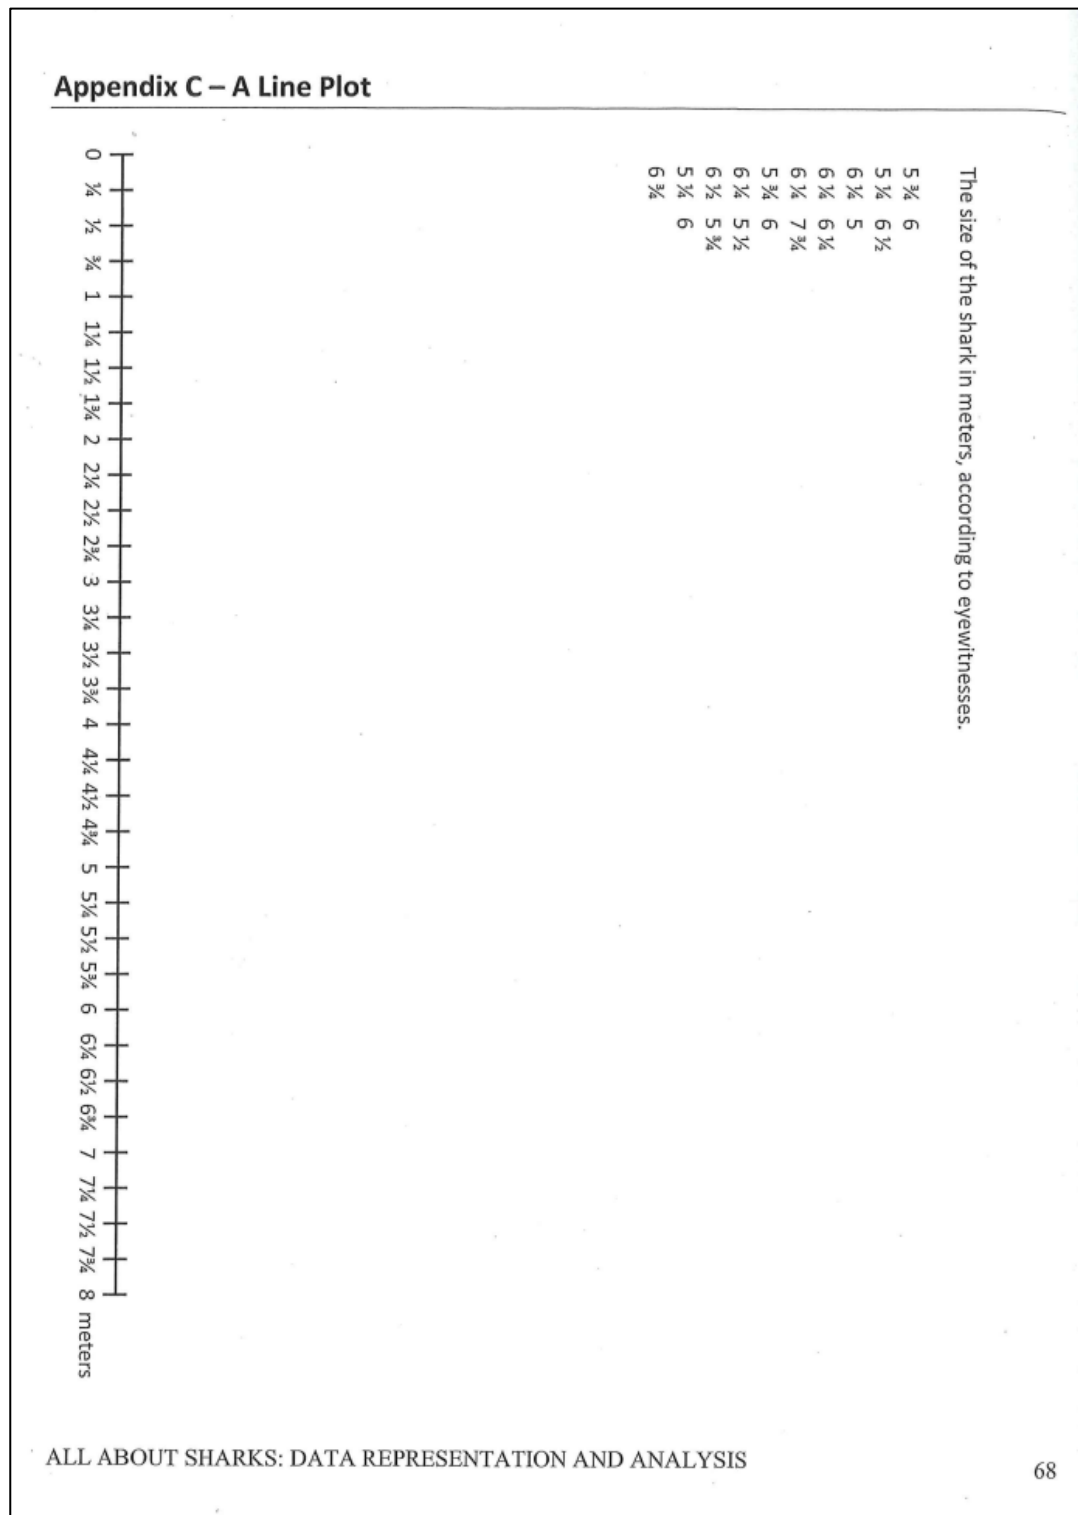 Appendix C – A Line Plot
The size of the shark in meters, according to eyewitnesses.
5 ¾ 6
5 ¼ 6 ½
6 ¼ 5
6 ¼ 6 ¼
6 ¼ 7 ¾
5 ¾ 6
6 ¼ 5 ½
6 ½ 5 ¾
5 ¼ 6
6 ¾
0 ¼ ½ ¾ 1 1¼ 1½ 1¾ 2 2¼ 2½ 2¾ 3 3¼ 3½ 3¾ 4 4¼ 4½ 4¾ 5 5¼ 5½ 5¾ 6 6¼ 6½ 6¾ 7 7¼ 7½ 7¾ 8 meters
ALL ABOUT SHARKS: DATA REPRESENTATION AND ANALYSIS
68